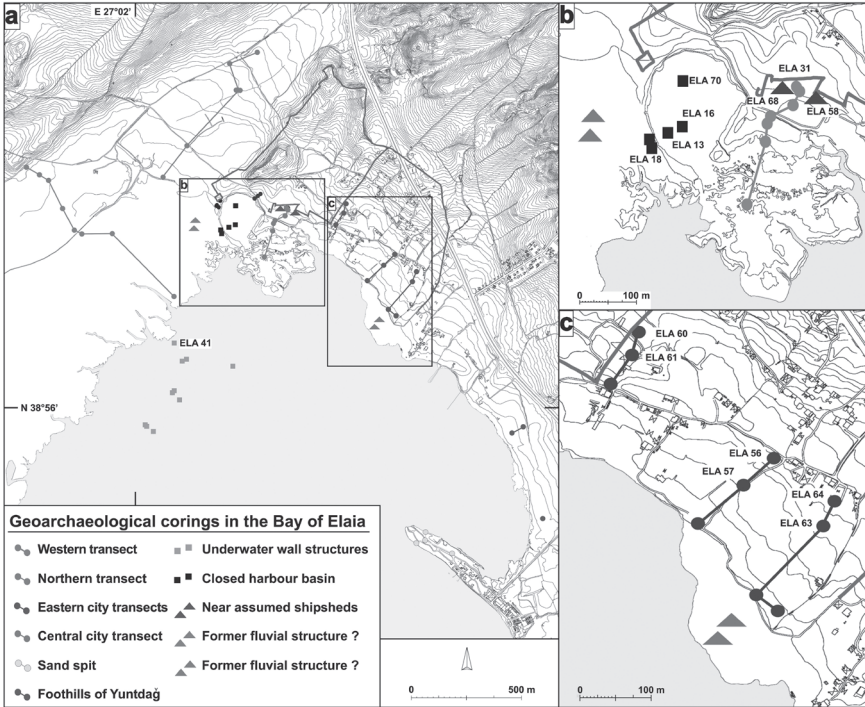 a
E 27°02'
b
c
ELA 41
N 38°56'
Geoarchaeological corings in the Bay of Elaia
Western transect
Northern transect
Eastern city transects
Central city transect
Sand spit
Foothills of Yuntdağ
Underwater wall structures
Closed harbour basin
Near assumed shipsheds
Former fluvial structure ?
Former fluvial structure ?
0 500 m
b
ELA 70
ELA 31
ELA 16
ELA 68
ELA 58
ELA 13
ELA 18
0 100 m
c
ELA 60
ELA 61
ELA 56
ELA 57
ELA 64
ELA 63
0 100 m